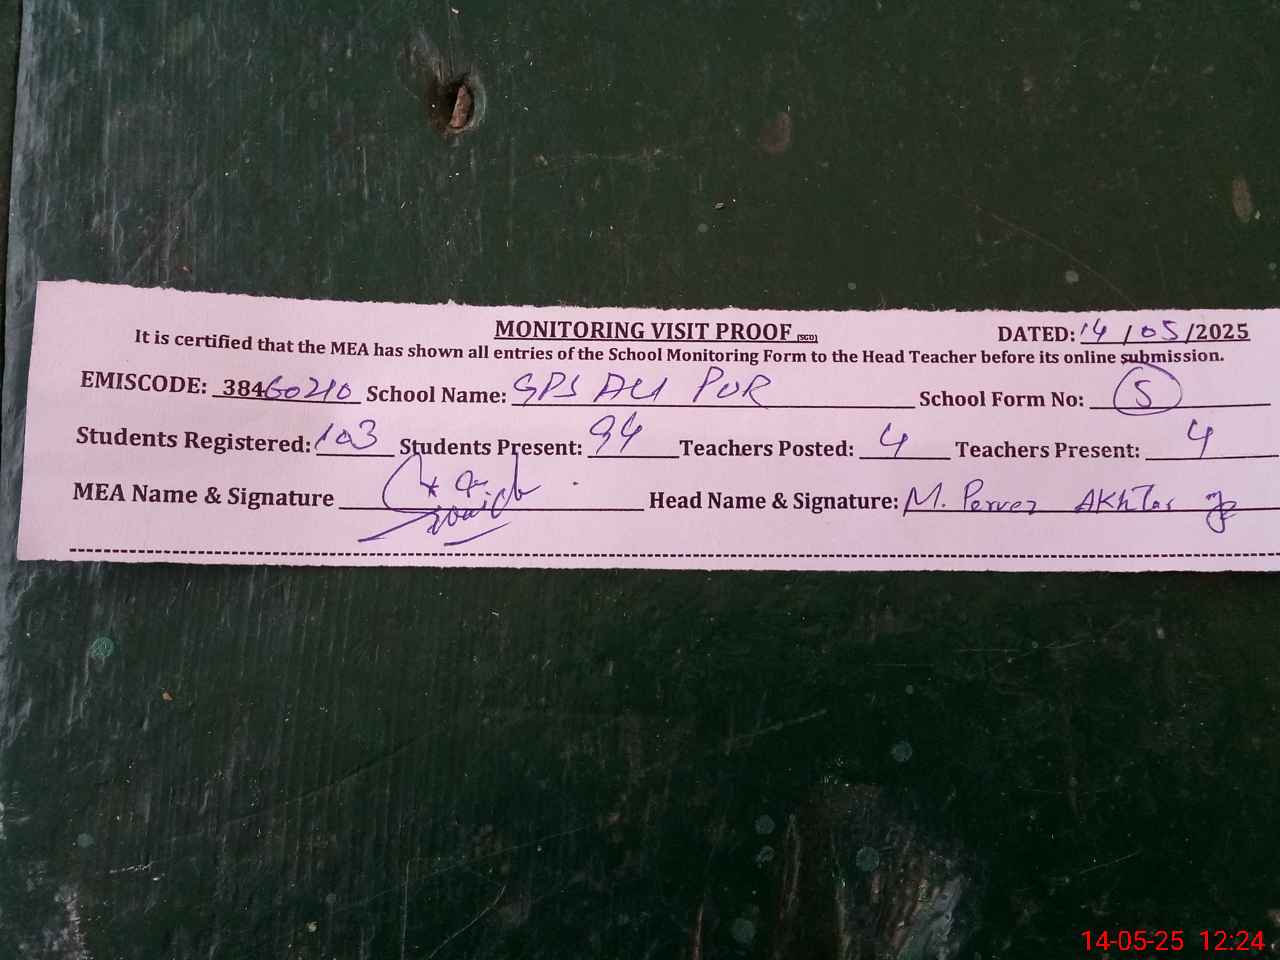 MONITORING VISIT PROOF (SGD) DATED: 14 / 05 /2025
It is certified that the MEA has shown all entries of the School Monitoring Form to the Head Teacher before its online submission.
EMISCODE: 38460210 School Name: GPS ALI PUR School Form No: 5
Students Registered: 103 Students Present: 94 Teachers Posted: 4 Teachers Present: 4
MEA Name & Signature Head Name & Signature: M. Pervez AKhTar
14-05-25 12:24